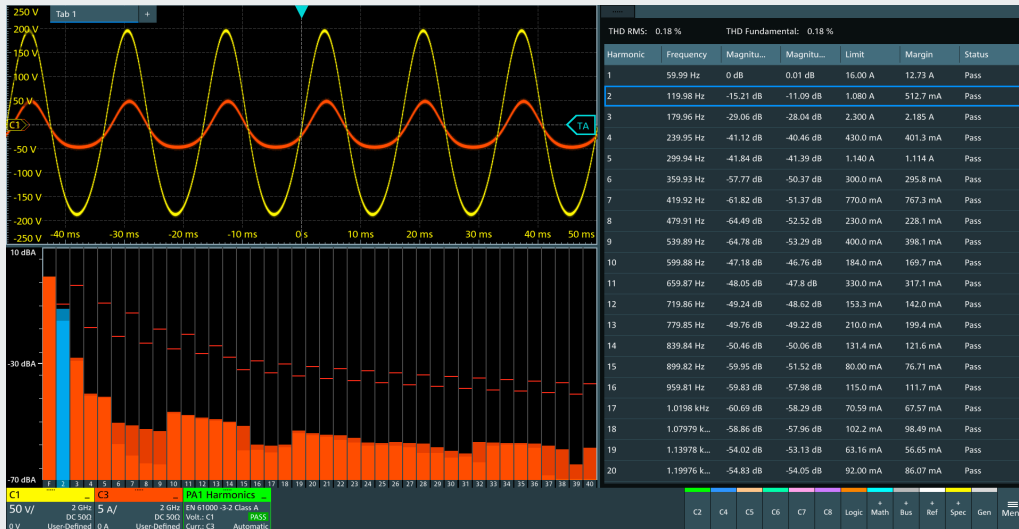 250 V
Tab 1
+
200 V
150 V
100 V
50 V
C1
TA
-50 V
-100 V
-150 V
-200 V
-250 V -40 ms -30 ms -20 ms -10 ms 0 s 10 ms 20 ms 30 ms 40 ms 50 ms
10 dBA
-30 dBA
-70 dBA
F 2 3 4 5 6 7 8 9 10 11 12 13 14 15 16 17 18 19 20 21 22 23 24 25 26 27 28 29 30 31 32 33 34 35 36 37 38 39 40
THD RMS: 0.18 % THD Fundamental: 0.18 %
Harmonic Frequency Magnitu... Magnitu... Limit Margin Status
1 59.99 Hz 0 dB 0.01 dB 16.00 A 12.73 A Pass
2 119.98 Hz -15.21 dB -11.09 dB 1.080 A 512.7 mA Pass
3 179.96 Hz -29.06 dB -28.04 dB 2.300 A 2.185 A Pass
4 239.95 Hz -41.12 dB -40.46 dB 430.0 mA 401.3 mA Pass
5 299.94 Hz -41.84 dB -41.39 dB 1.140 A 1.114 A Pass
6 359.93 Hz -57.77 dB -50.37 dB 300.0 mA 295.8 mA Pass
7 419.92 Hz -61.82 dB -51.37 dB 770.0 mA 767.3 mA Pass
8 479.91 Hz -64.49 dB -52.52 dB 230.0 mA 228.1 mA Pass
9 539.89 Hz -64.78 dB -53.29 dB 400.0 mA 398.1 mA Pass
10 599.88 Hz -47.18 dB -46.76 dB 184.0 mA 169.7 mA Pass
11 659.87 Hz -48.05 dB -47.8 dB 330.0 mA 317.1 mA Pass
12 719.86 Hz -49.24 dB -48.62 dB 153.3 mA 142.0 mA Pass
13 779.85 Hz -49.76 dB -49.22 dB 210.0 mA 199.4 mA Pass
14 839.84 Hz -50.46 dB -50.06 dB 131.4 mA 121.6 mA Pass
15 899.82 Hz -59.95 dB -51.52 dB 80.00 mA 76.71 mA Pass
16 959.81 Hz -59.83 dB -57.98 dB 115.0 mA 111.7 mA Pass
17 1.0198 kHz -60.69 dB -58.29 dB 70.59 mA 67.57 mA Pass
18 1.07979 k... -58.86 dB -57.96 dB 102.2 mA 98.49 mA Pass
19 1.13978 k... -54.02 dB -53.13 dB 63.16 mA 56.65 mA Pass
20 1.19976 k... -54.83 dB -54.05 dB 92.00 mA 86.07 mA Pass
C1 C3 PA1 Harmonics
50 V/ 2 GHz 5 A/ 2 GHz EN 61000 -3-2 Class A
DC 50Ω DC 50Ω Volt.: C1 PASS
0 V User-Defined 0 A User-Defined Curr.: C3 Automatic
C2 C4 C5 C6 C7 C8 Logic Math + Bus + Ref + Spec Gen Men